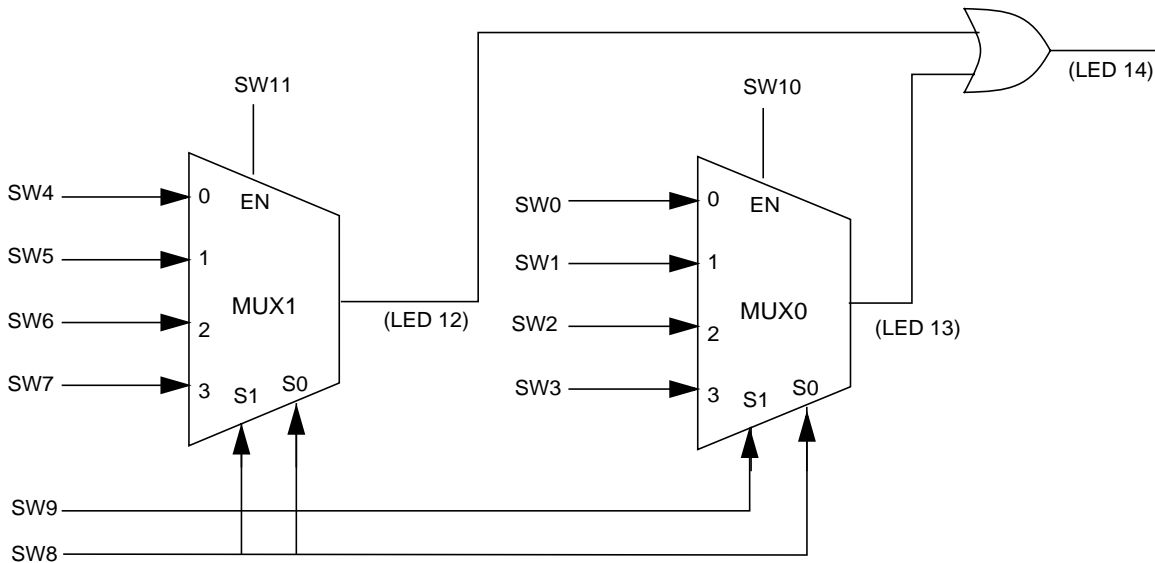 (LED 14)
SW11
SW10
SW4
0
EN
SW0
0
EN
SW5
1
SW1
1
MUX1
(LED 12)
MUX0
(LED 13)
SW6
2
SW2
2
SW7
3
S1
S0
SW3
3
S1
S0
SW9
SW8